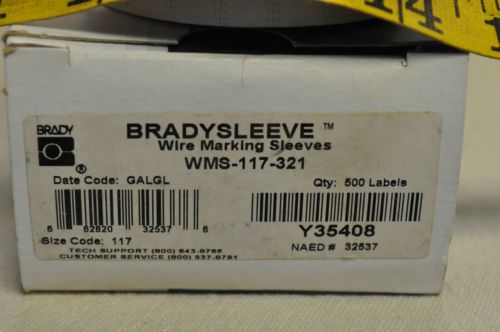 14
BRADY
®
BRADYSLEEVE ™
Wire Marking Sleeves
WMS-117-321
Date Code: GALGL
Qty: 500 Labels
6 62820 32537 6
Y35408
Size Code: 117
NAED # 32537
TECH SUPPORT (800) 643-8766
CUSTOMER SERVICE (800) 537-8791